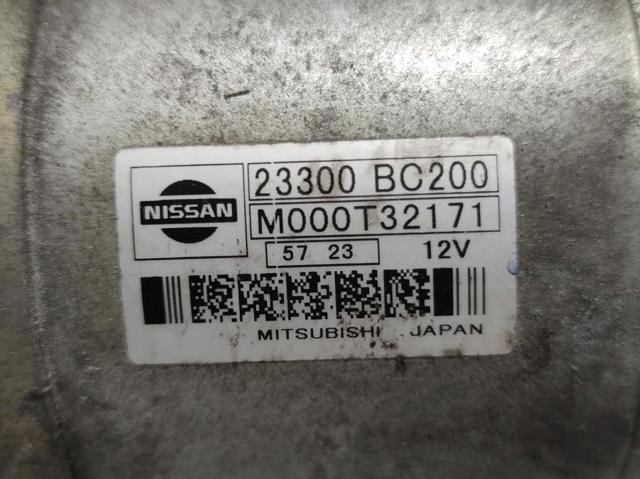 NISSAN
23300 BC200
M000T32171
57 23 12V
MITSUBISHI JAPAN